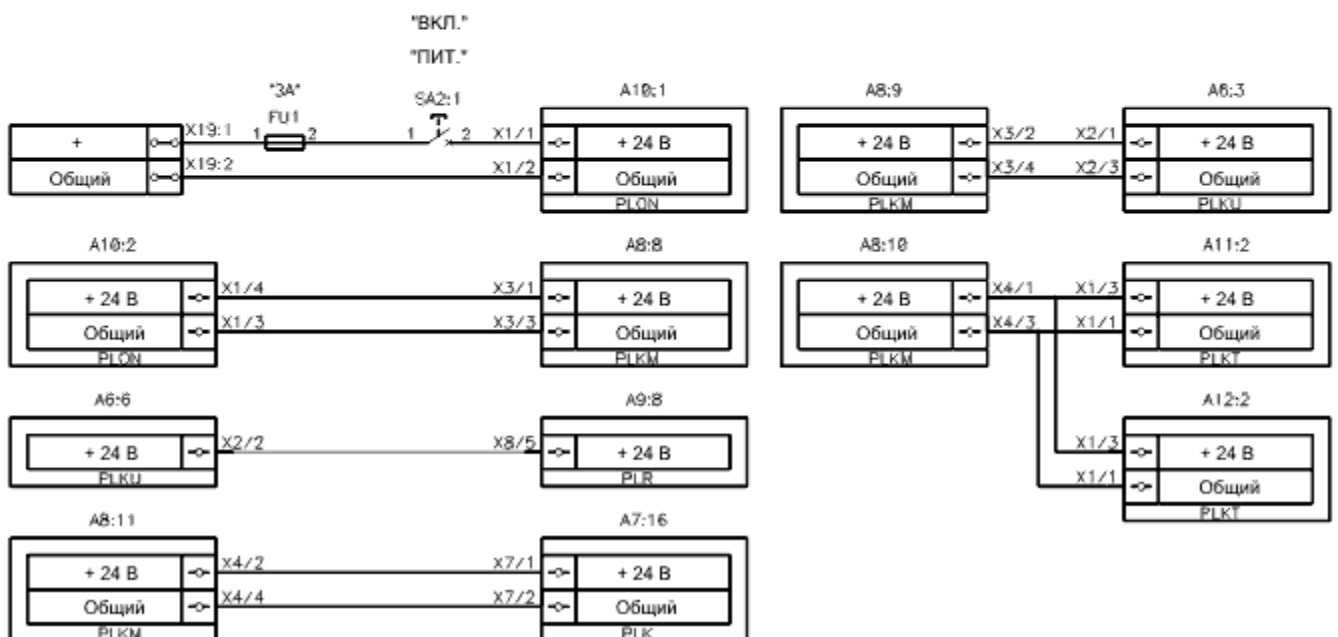 "ВКЛ."
"ПИТ."
"3А"
FU1
SA2:1
A10:1
X19:1
1
2
1
2
X1/1
+
+ 24 В
X19:2
X1/2
Общий
Общий
PLON
A8:9
A6:3
+ 24 В
X3/2
X2/1
+ 24 В
Общий
X3/4
X2/3
Общий
PLKM
PLKU
A10:2
A8:8
+ 24 В
X1/4
X3/1
+ 24 В
Общий
X1/3
X3/3
Общий
PLON
PLKM
A8:10
A11:2
+ 24 В
X4/1
X1/3
+ 24 В
Общий
X4/3
X1/1
Общий
PLKM
PLKT
A6:6
A9:8
+ 24 В
X2/2
X8/5
+ 24 В
PLKU
PLR
A12:2
X1/3
+ 24 В
X1/1
Общий
PLKT
A8:11
A7:16
+ 24 В
X4/2
X7/1
+ 24 В
Общий
X4/4
X7/2
Общий
PLKM
PLK